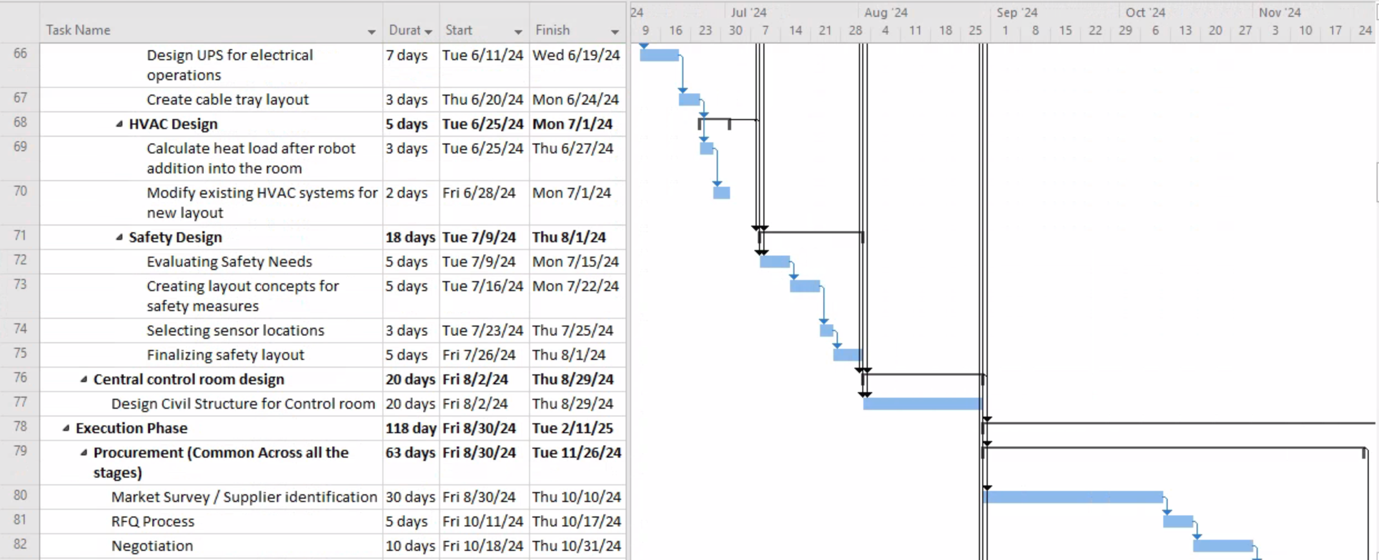 24 Jul '24 Aug '24 Sep '24 Oct '24 Nov '24
Task Name Durat Start Finish 9 16 23 30 7 14 21 28 4 11 18 25 1 8 15 22 29 6 13 20 27 3 10 17 24
66 Design UPS for electrical 7 days Tue 6/11/24 Wed 6/19/24
operations
67 Create cable tray layout 3 days Thu 6/20/24 Mon 6/24/24
68 HVAC Design 5 days Tue 6/25/24 Mon 7/1/24
69 Calculate heat load after robot 3 days Tue 6/25/24 Thu 6/27/24
addition into the room
70 Modify existing HVAC systems for 2 days Fri 6/28/24 Mon 7/1/24
new layout
71 Safety Design 18 days Tue 7/9/24 Thu 8/1/24
72 Evaluating Safety Needs 5 days Tue 7/9/24 Mon 7/15/24
73 Creating layout concepts for 5 days Tue 7/16/24 Mon 7/22/24
safety measures
74 Selecting sensor locations 3 days Tue 7/23/24 Thu 7/25/24
75 Finalizing safety layout 5 days Fri 7/26/24 Thu 8/1/24
76 Central control room design 20 days Fri 8/2/24 Thu 8/29/24
77 Design Civil Structure for Control room 20 days Fri 8/2/24 Thu 8/29/24
78 Execution Phase 118 day Fri 8/30/24 Tue 2/11/25
79 Procurement (Common Across all the 63 days Fri 8/30/24 Tue 11/26/24
stages)
80 Market Survey / Supplier identification 30 days Fri 8/30/24 Thu 10/10/24
81 RFQ Process 5 days Fri 10/11/24 Thu 10/17/24
82 Negotiation 10 days Fri 10/18/24 Thu 10/31/24